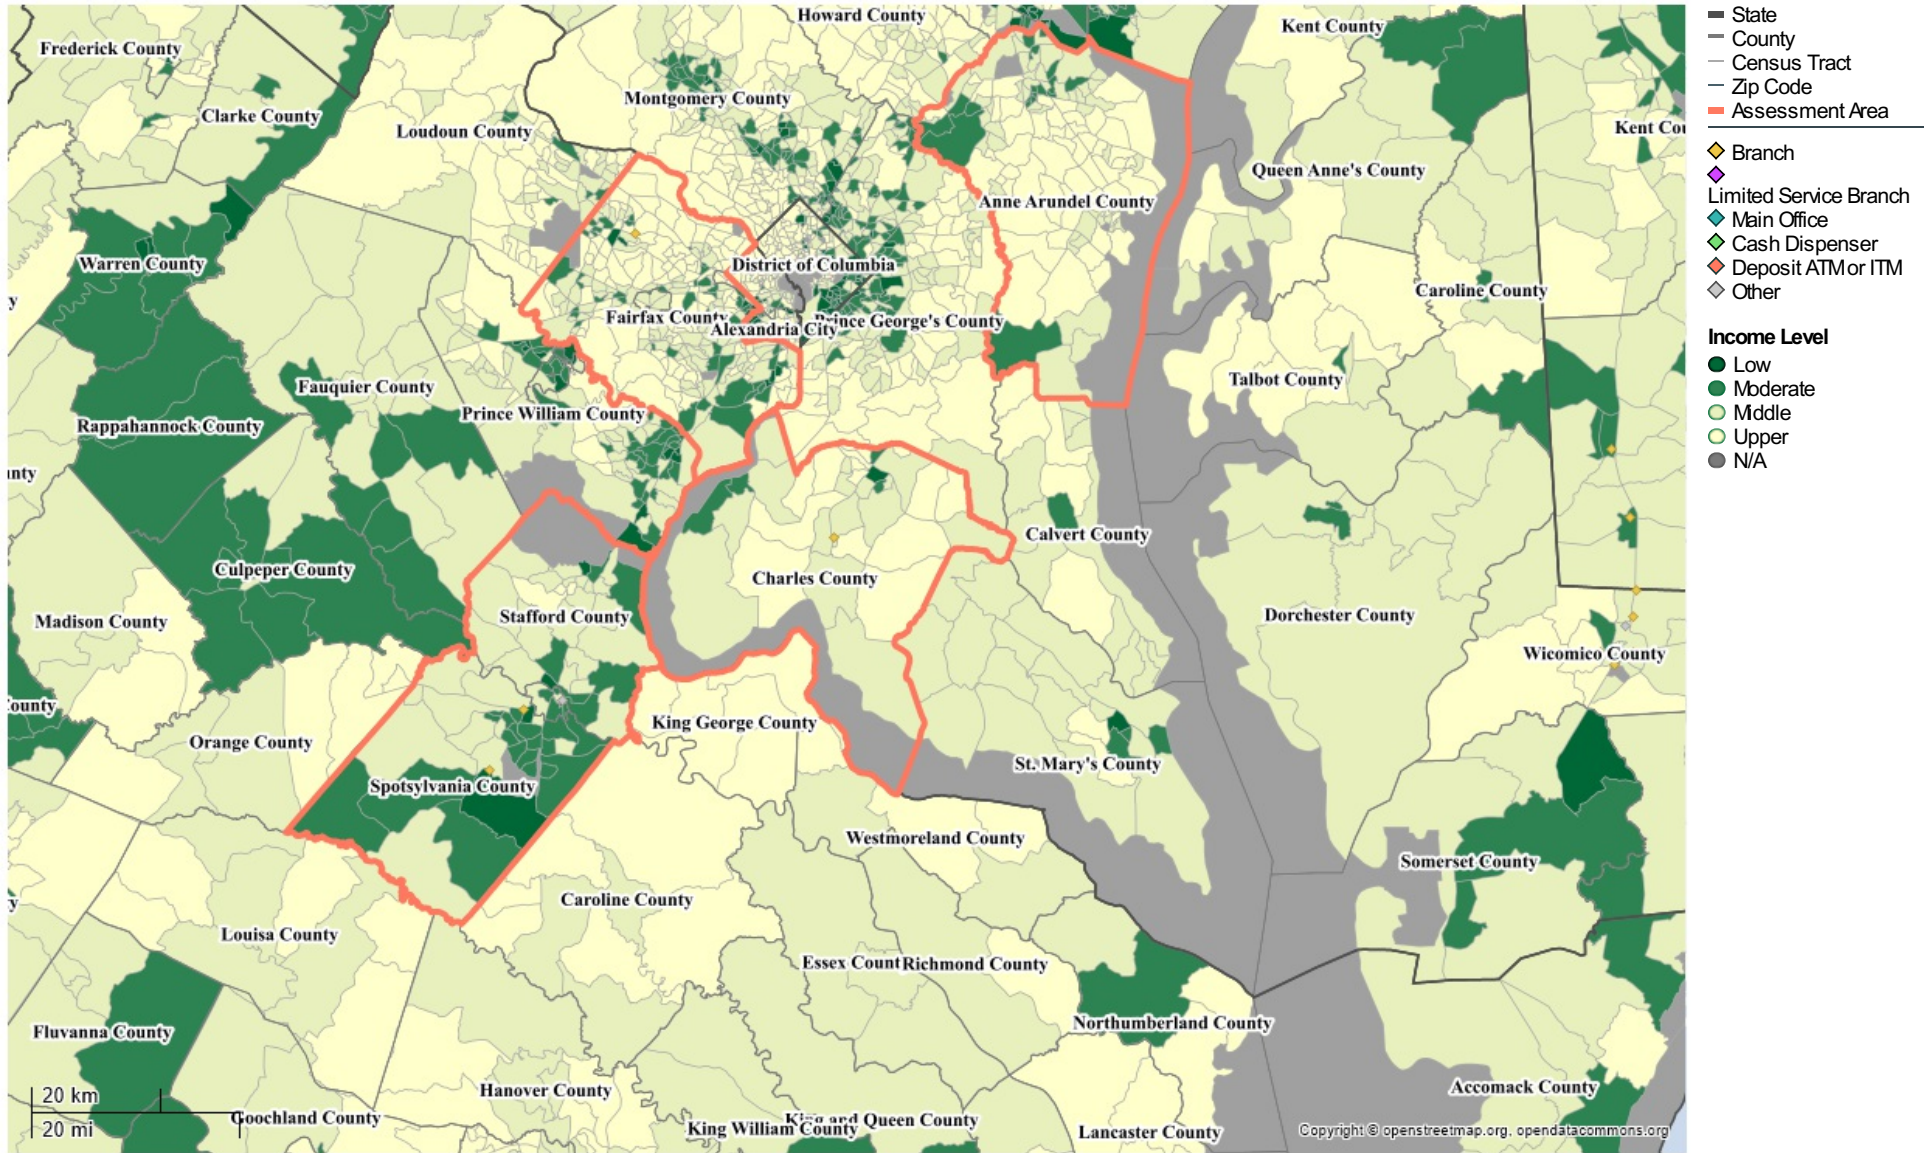 Howard County
Kent County
Frederick County
Montgomery County
Clarke County
Loudoun County
Kent Cou
Queen Anne's County
Anne Arundel County
Warren County
District of Columbia
Caroline County
y
Fairfax County
Prince George's County
Alexandria City
Fauquier County
Talbot County
Prince William County
Rappahannock County
nty
Calvert County
Culpeper County
Charles County
Stafford County
Dorchester County
Madison County
Wicomico County
County
King George County
Orange County
St. Mary's County
Spotsylvania County
Westmoreland County
Somerset County
Caroline County
y
Louisa County
Essex Count
Richmond County
Northumberland County
Fluvanna County
Hanover County
Accomack County
20 km
20 mi
Goochland County
King and Queen County
King William County
Lancaster County
Copyright © openstreetmap.org, opendatacommons.org
State
County
Census Tract
Zip Code
Assessment Area
Branch
Limited Service Branch
Main Office
Cash Dispenser
Deposit ATM or ITM
Other
Income Level
Low
Moderate
Middle
Upper
N/A